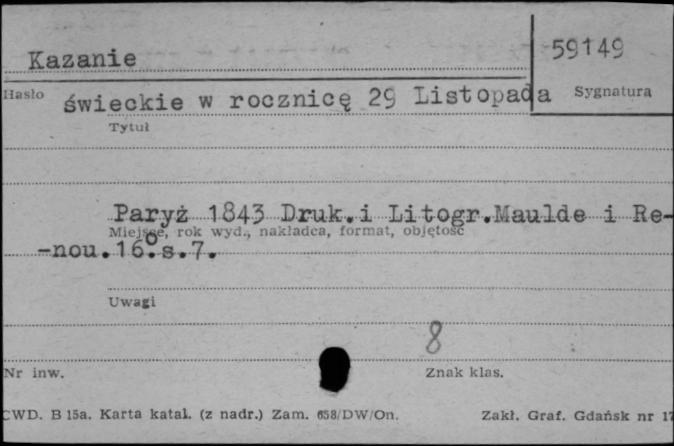 Kazanie
59149
Hasło świeckie w rocznicę 29 Listopada Sygnatura
Tytuł
Paryż 1843 Druk.i Litogr.Maulde i Re-
Miejsce, rok wyd., nakładca, format, objętość
-nou.16°.s.7.
Uwagi
8
Nr inw. Znak klas.
CWD. B 15a. Karta katal. (z nadr.) Zam. 658/DW/On. Zakł. Graf. Gdańsk nr 17